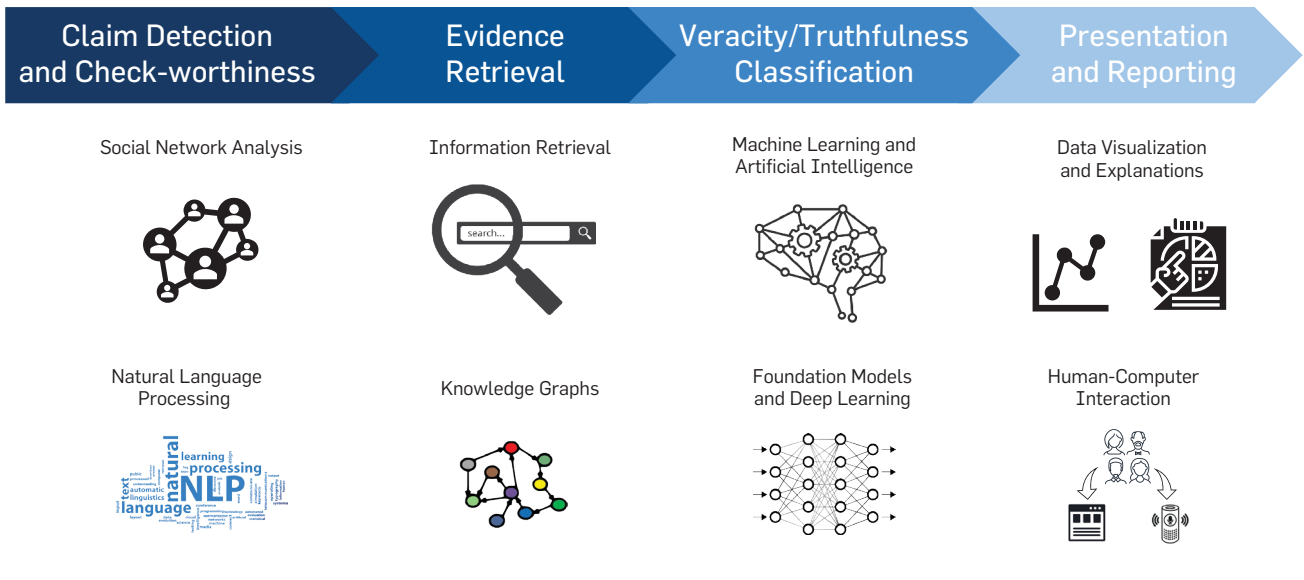 Claim Detection
and Check-worthiness
Evidence
Retrieval
Veracity/Truthfulness
Classification
Presentation
and Reporting
Social Network Analysis
Information Retrieval
Machine Learning and
Artificial Intelligence
Data Visualization
and Explanations
search...
Natural Language
Processing
Knowledge Graphs
Foundation Models
and Deep Learning
Human-Computer
Interaction
natural
learning
processing
NLP
text
automatic
linguistics
language